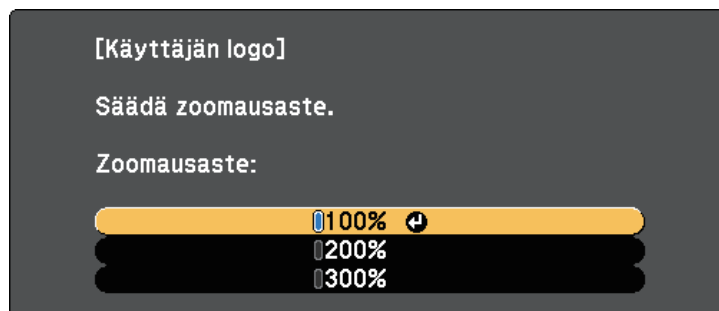 [Käyttäjän logo]
Säädä zoomausaste.
Zoomausaste:
100%
200%
300%